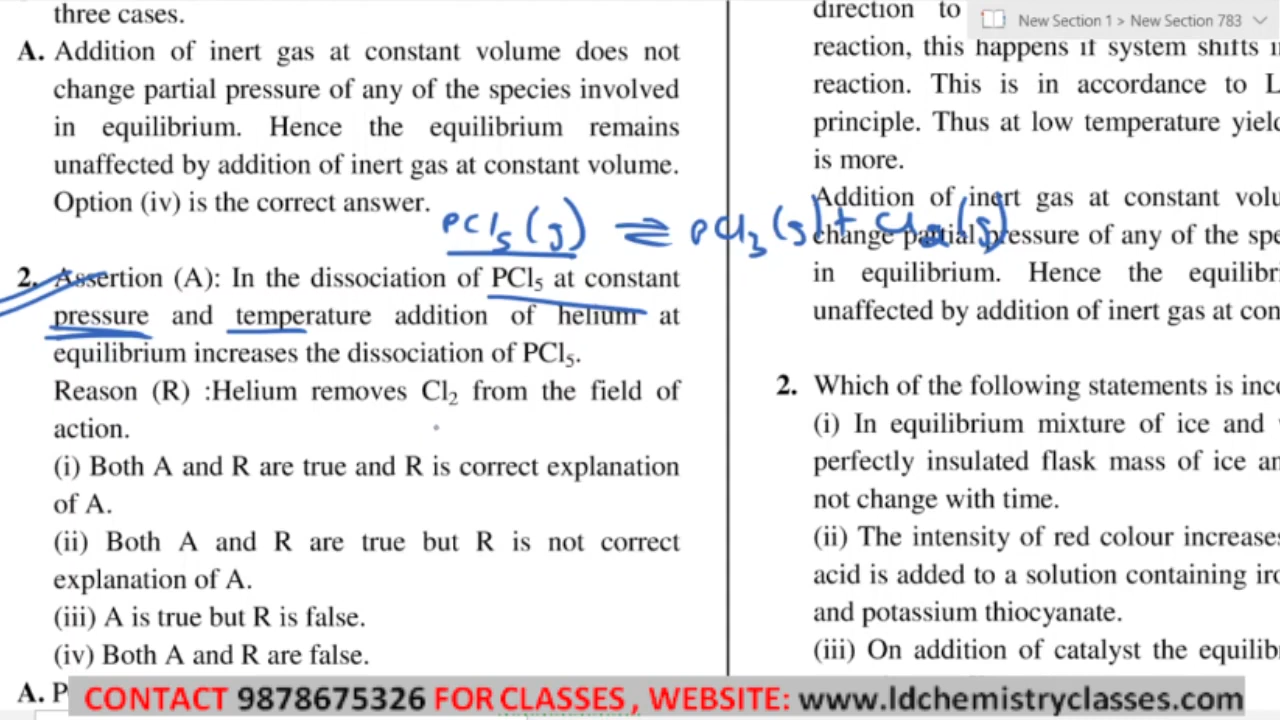 three cases.
A. Addition of inert gas at constant volume does not
change partial pressure of any of the species involved
in equilibrium. Hence the equilibrium remains
unaffected by addition of inert gas at constant volume.
Option (iv) is the correct answer.
PCl5(g) ⇌ PCl3(g) + Cl2(g)
2. Assertion (A): In the dissociation of PCl5 at constant
pressure and temperature addition of helium at
equilibrium increases the dissociation of PCl5.
Reason (R) :Helium removes Cl2 from the field of
action.
(i) Both A and R are true and R is correct explanation
of A.
(ii) Both A and R are true but R is not correct
explanation of A.
(iii) A is true but R is false.
(iv) Both A and R are false.
A. P
direction to
New Section 1 > New Section 783
reaction, this happens if system shifts i
reaction. This is in accordance to L
principle. Thus at low temperature yield
is more.
Addition of inert gas at constant volu
change partial pressure of any of the spe
in equilibrium. Hence the equilibri
unaffected by addition of inert gas at con
2. Which of the following statements is inco
(i) In equilibrium mixture of ice and
perfectly insulated flask mass of ice an
not change with time.
(ii) The intensity of red colour increases
acid is added to a solution containing iro
and potassium thiocyanate.
(iii) On addition of catalyst the equilib
CONTACT 9878675326 FOR CLASSES , WEBSITE: www.ldchemistryclasses.com